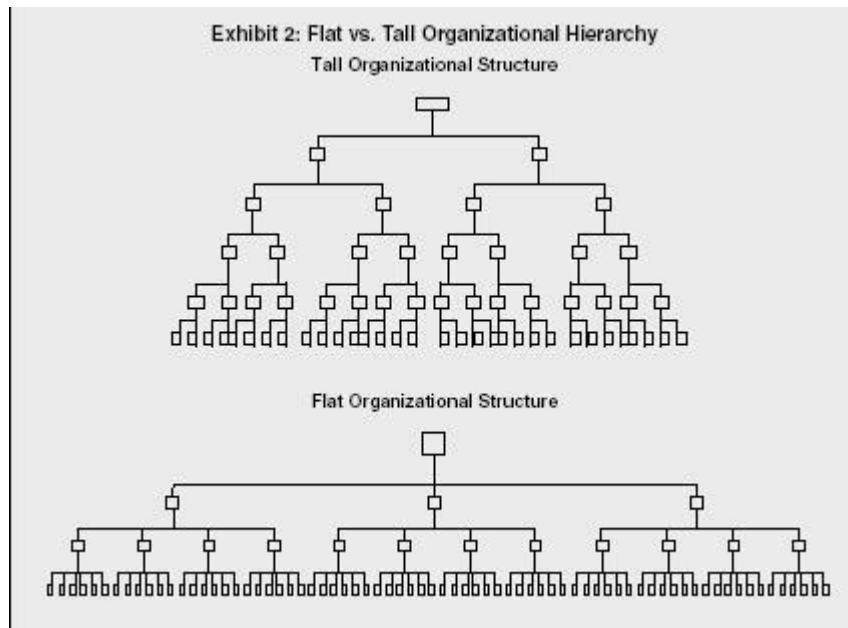 Exhibit 2: Flat vs. Tall Organizational Hierarchy
Tall Organizational Structure
Flat Organizational Structure